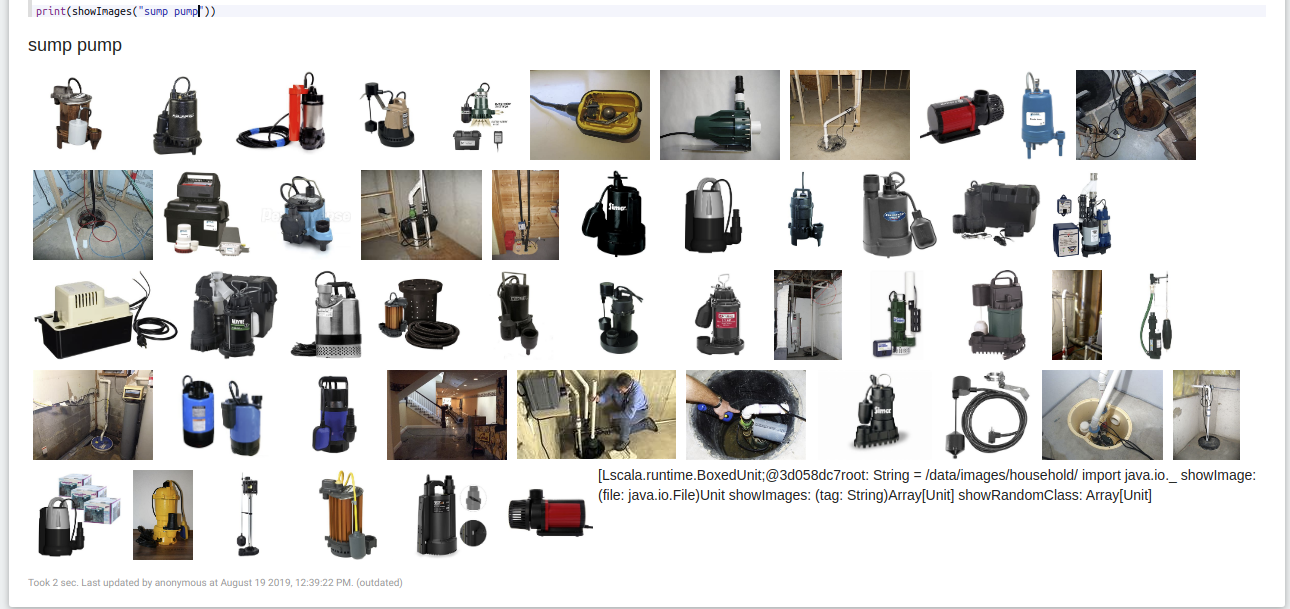 print(showImages("sump pump"))
sump pump
Simer
Simer
[Lscala.runtime.BoxedUnit;@3d058dc7root: String = /data/images/household/ import java.io._ showImage:
(file: java.io.File)Unit showImages: (tag: String)Array[Unit] showRandomClass: Array[Unit]
Took 2 sec. Last updated by anonymous at August 19 2019, 12:39:22 PM. (outdated)